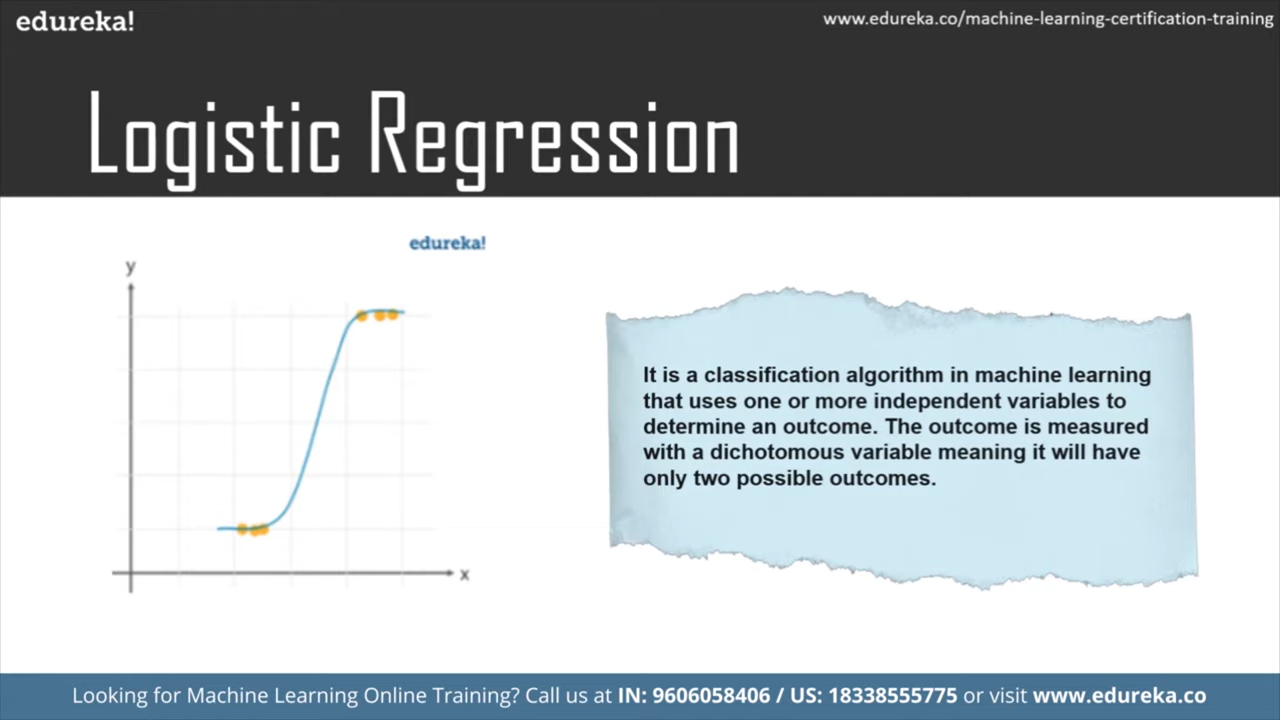 edureka!
www.edureka.co/machine-learning-certification-training
Logistic Regression
edureka!
y
x
It is a classification algorithm in machine learning
that uses one or more independent variables to
determine an outcome. The outcome is measured
with a dichotomous variable meaning it will have
only two possible outcomes.
Looking for Machine Learning Online Training? Call us at IN: 9606058406 / US: 18338555775 or visit www.edureka.co